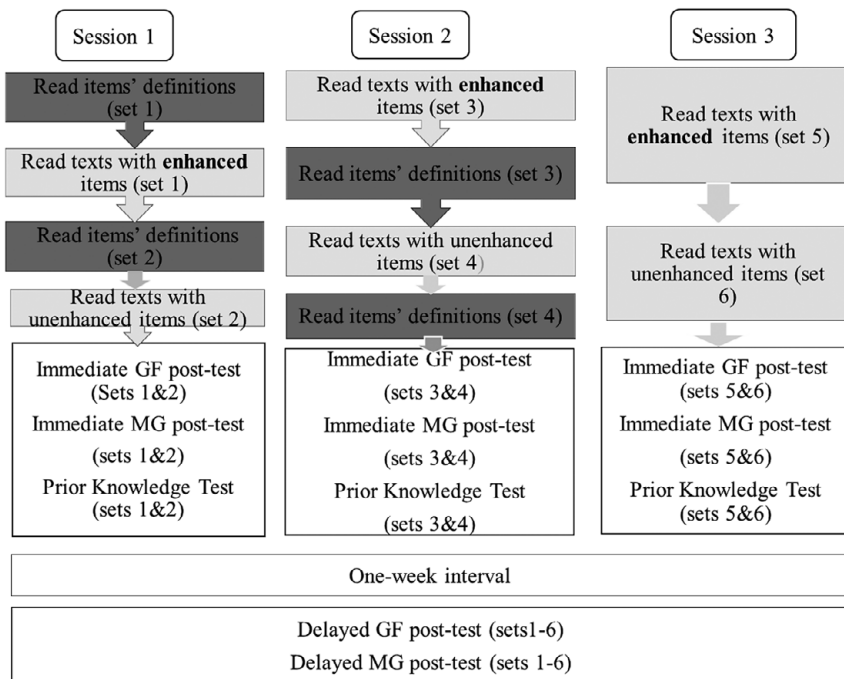 Session 1
Read items' definitions
(set 1)
Read texts with enhanced
items (set 1)
Read items' definitions
(set 2)
Read texts with
unenhanced items (set 2)
Immediate GF post-test
(Sets 1&2)
Immediate MG post-test
(sets 1&2)
Prior Knowledge Test
(sets 1&2)
Session 2
Read texts with enhanced
items (set 3)
Read items' definitions (set 3)
Read texts with unenhanced
items (set 4)
Read items' definitions (set 4)
Immediate GF post-test
(sets 3&4)
Immediate MG post-test
(sets 3&4)
Prior Knowledge Test
(sets 3&4)
Session 3
Read texts with
enhanced items (set 5)
Read texts with
unenhanced items (set
6)
Immediate GF post-test
(sets 5&6)
Immediate MG post-test
(sets 5&6)
Prior Knowledge Test
(sets 5&6)
One-week interval
Delayed GF post-test (sets1-6)
Delayed MG post-test (sets 1-6)